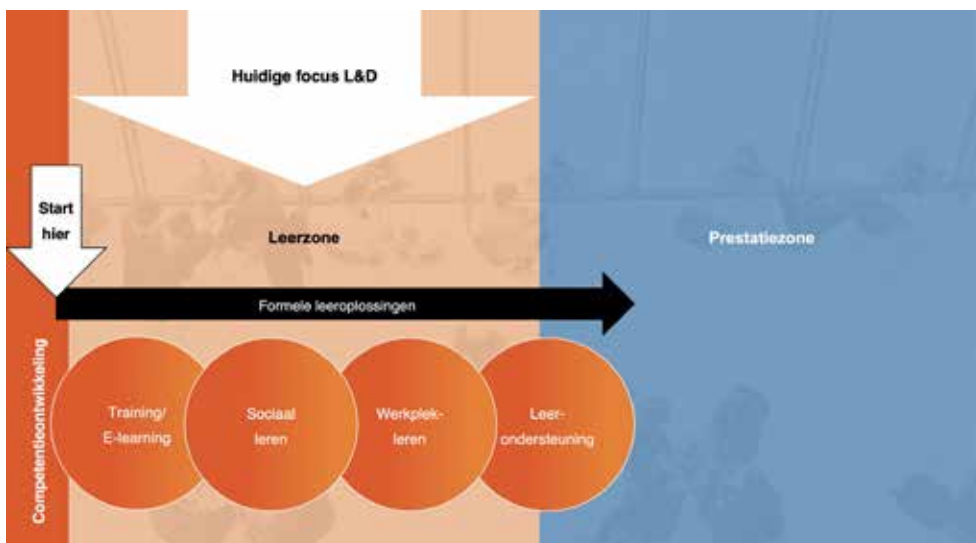 Huidige focus L&D
Start
hier
Leerzone
Prestatiezone
Formele leeroplossingen
Competentieontwikkeling
Training/
E-learning
Sociaal
leren
Werkplek-
leren
Leer-
ondersteuning